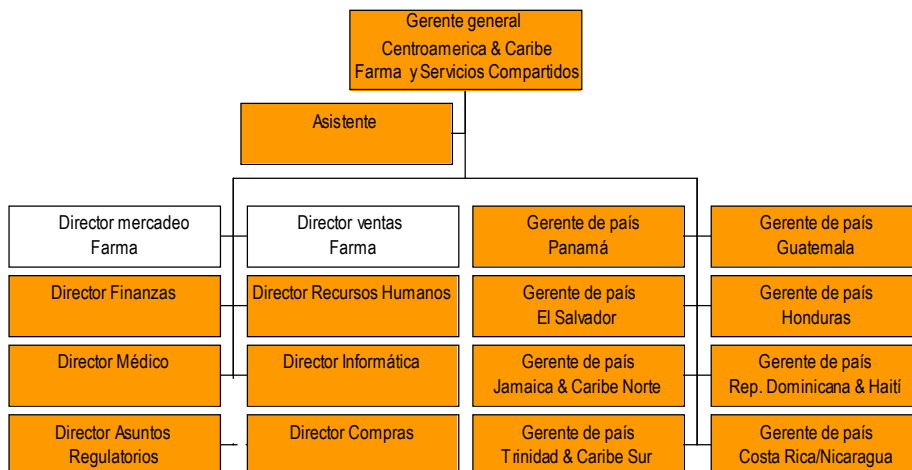 Gerente general
Centroamerica & Caribe
Farma y Servicios Compartidos
Asistente
Director mercadeo
Farma
Director ventas
Farma
Gerente de país
Panamá
Gerente de país
Guatemala
Director Finanzas
Director Recursos Humanos
Gerente de país
El Salvador
Gerente de país
Honduras
Director Médico
Director Informática
Gerente de país
Jamaica & Caribe Norte
Gerente de país
Rep. Dominicana & Haití
Director Asuntos
Regulatorios
Director Compras
Gerente de país
Trinidad & Caribe Sur
Gerente de país
Costa Rica/Nicaragua